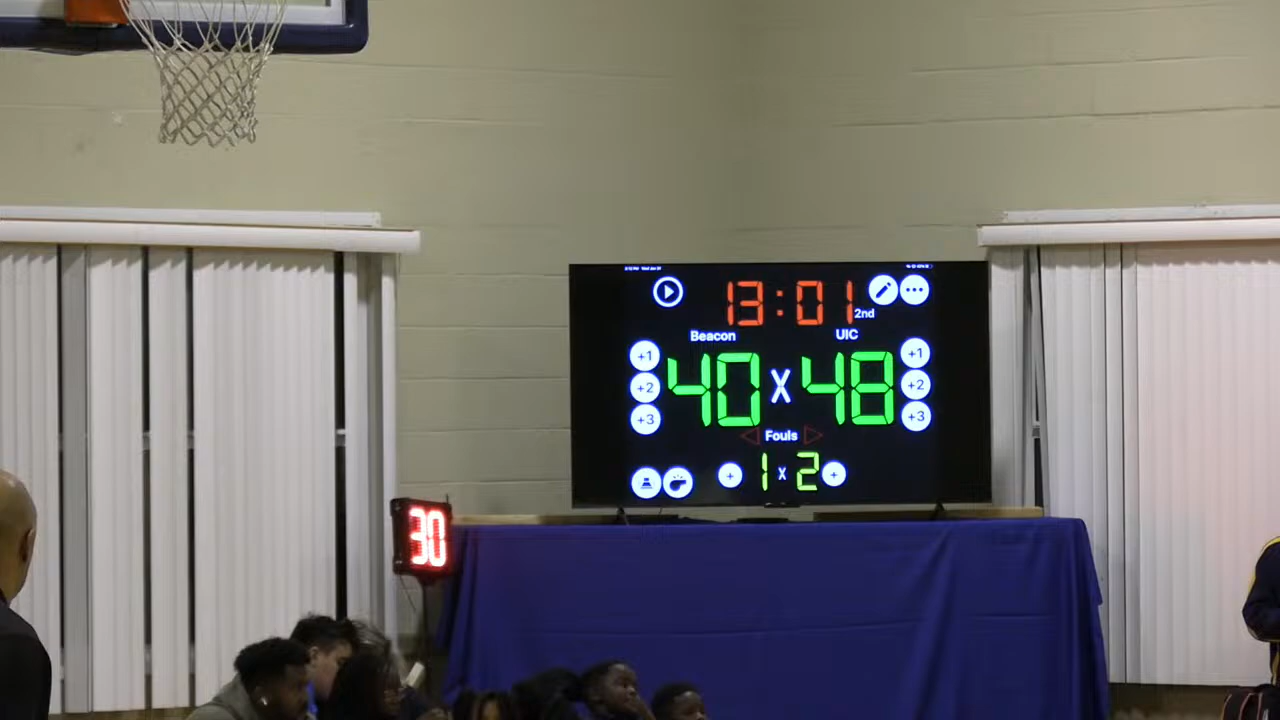 13:01
2nd
Beacon UIC
+1 40 X 48 +1
+2 +2
+3 +3
Fouls
+ 1 x 2 +
30